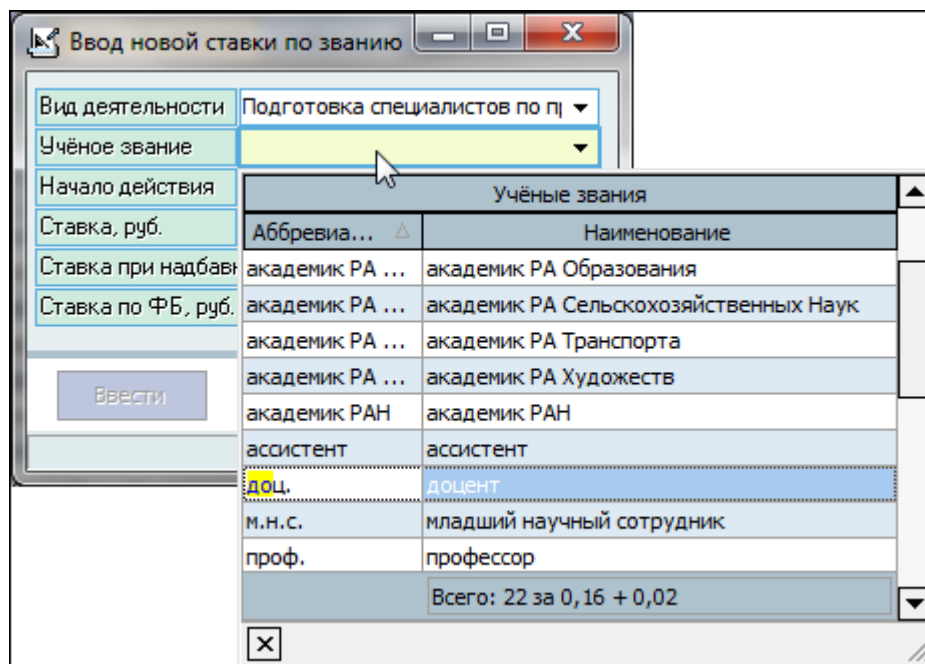 Ввод новой ставки по званию
Вид деятельности Подготовка специалистов по
Учёное звание
Начало действия
Ставка, руб.
Ставка при надбав
Ставка по ФБ, руб.
Ввести
Учёные звания
Аббревиа... Наименование
академик РА ... академик РА Образования
академик РА ... академик РА Сельскохозяйственных Наук
академик РА ... академик РА Транспорта
академик РА ... академик РА Художеств
академик РАН академик РАН
ассистент ассистент
доц. доцент
м.н.с. младший научный сотрудник
проф. профессор
Всего: 22 за 0,16 + 0,02